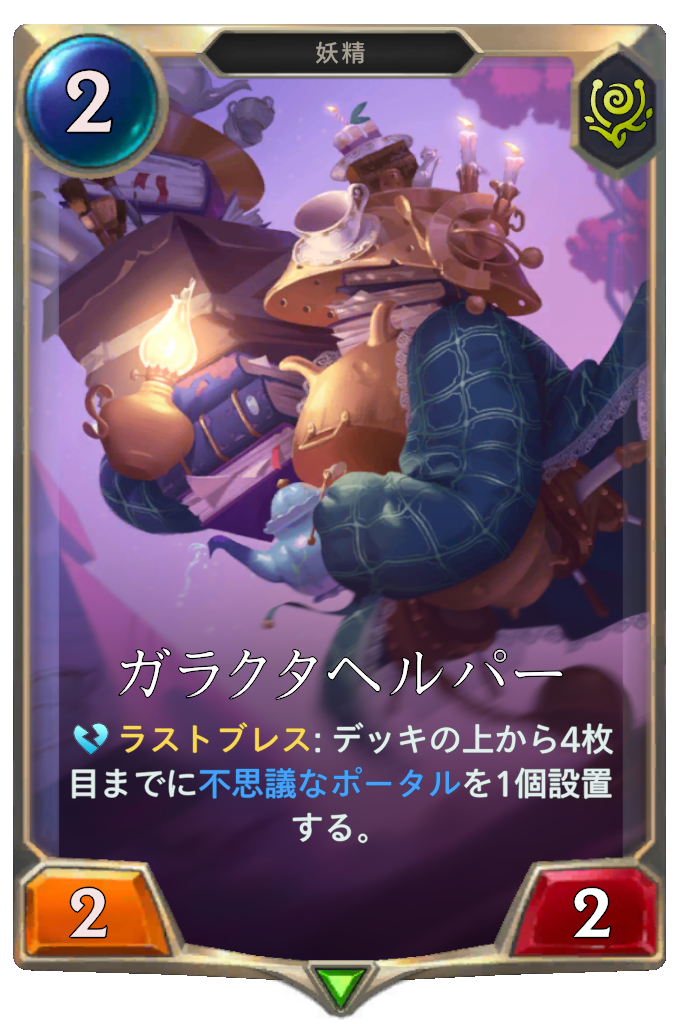 妖精
2
ガラクタヘルパー
ラストブレス: デッキの上から4枚
目までに不思議なポータルを1個設置
する。
2
2